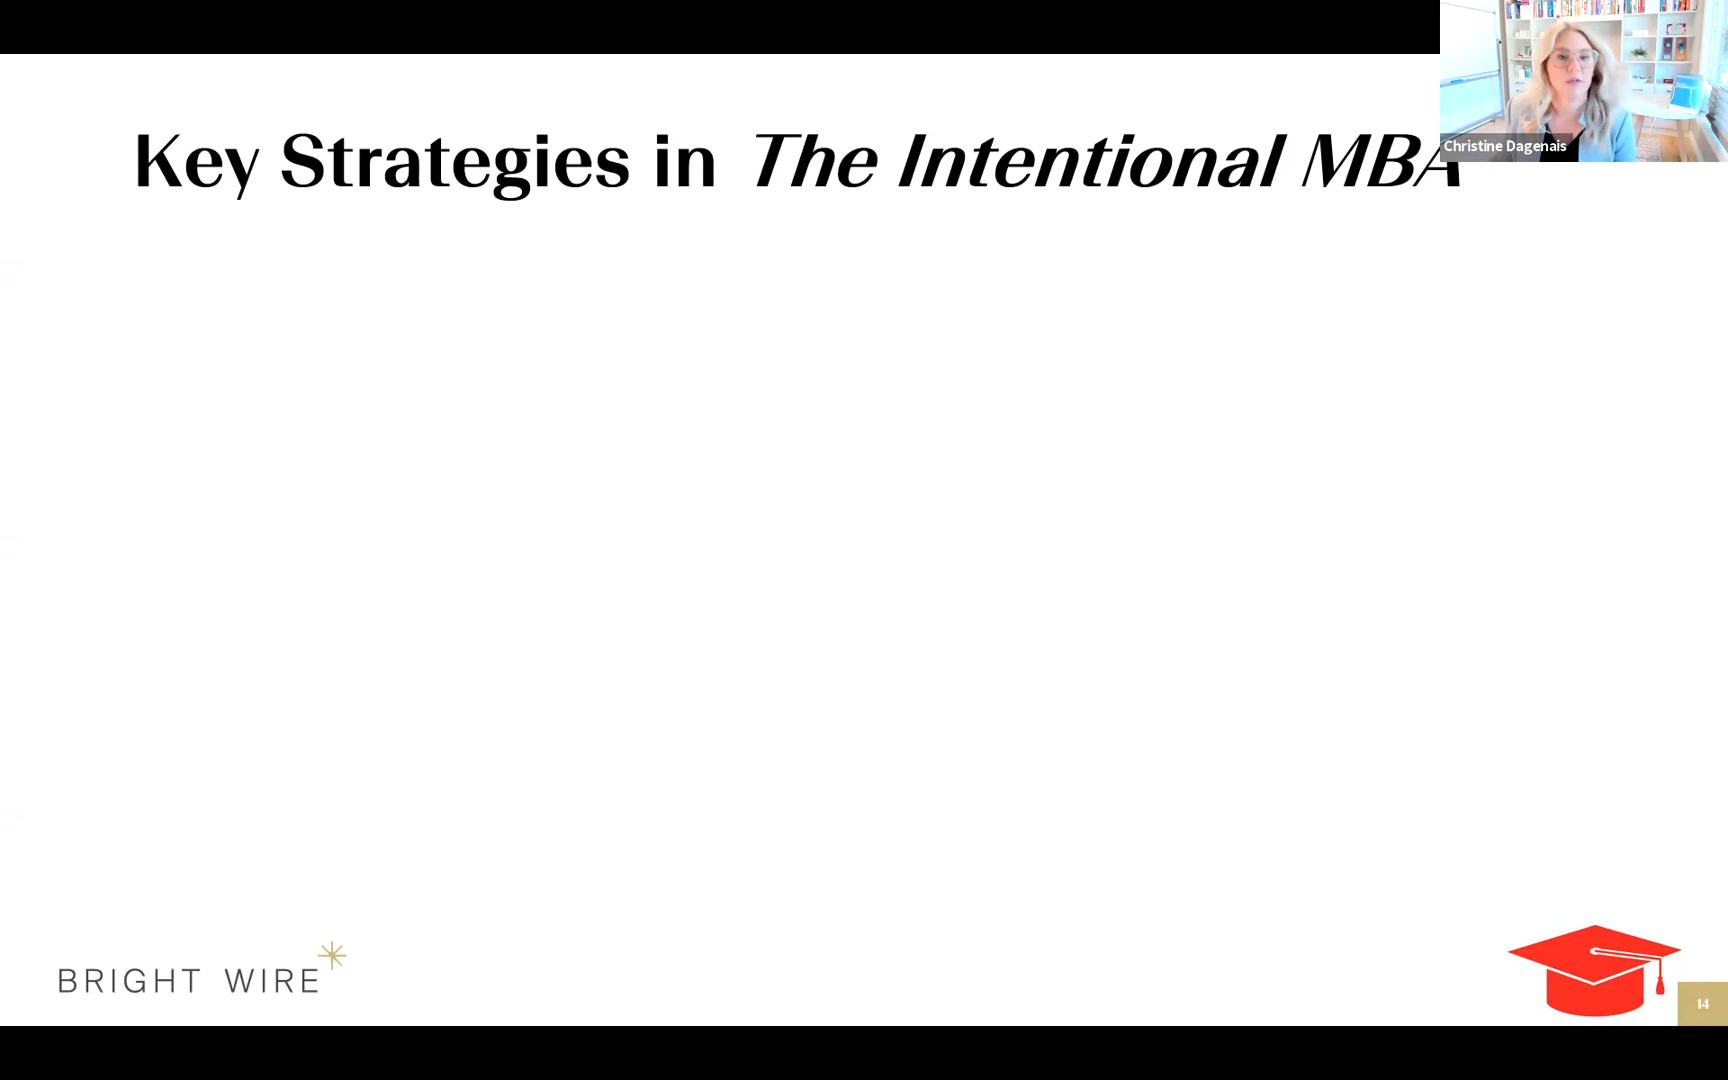 Key Strategies in The Intentional MBA
Christine Dagenais
BRIGHT WIRE
14